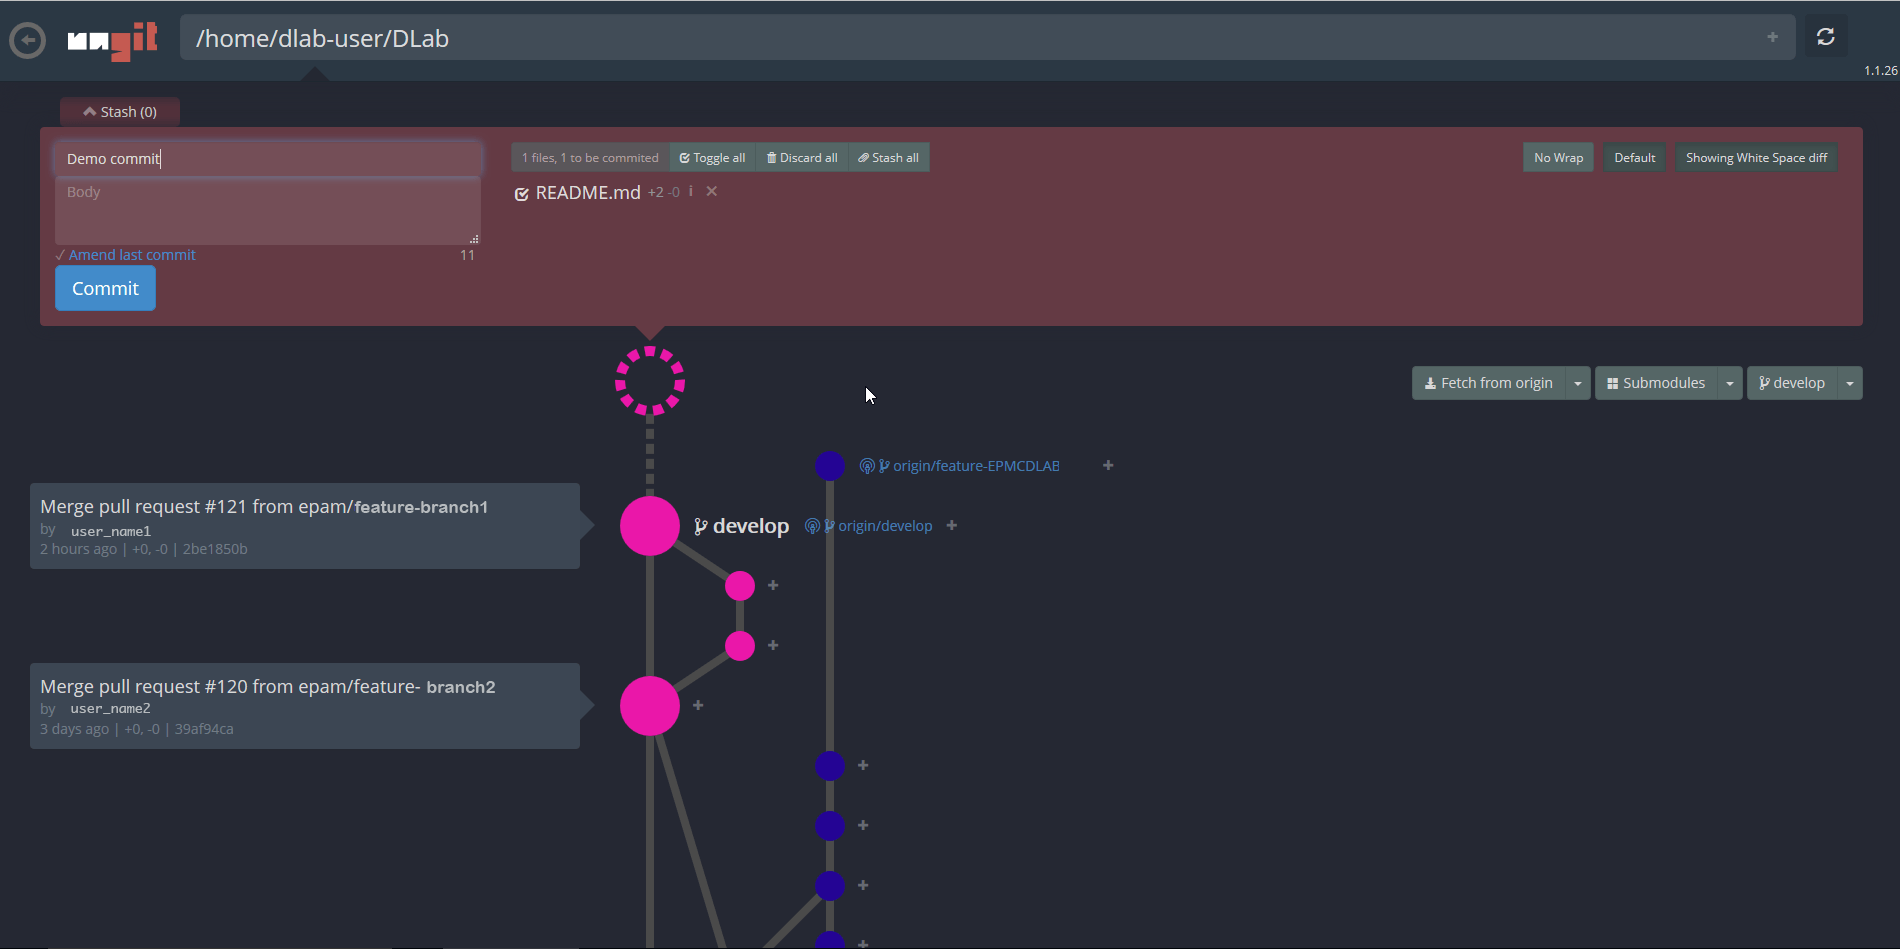 ungit
/home/dlab-user/DLab
1.1.26
Stash (0)
Demo commit
1 files, 1 to be commited Toggle all Discard all Stash all
No Wrap Default Showing White Space diff
Body
README.md +2 -0 i
Amend last commit 11
Commit
Fetch from origin Submodules develop
origin/feature-EPMCDLAB
Merge pull request #121 from epam/feature-branch1
by user_name1
2 hours ago | +0, -0 | 2be1850b
develop origin/develop
Merge pull request #120 from epam/feature- branch2
by user_name2
3 days ago | +0, -0 | 39af94ca